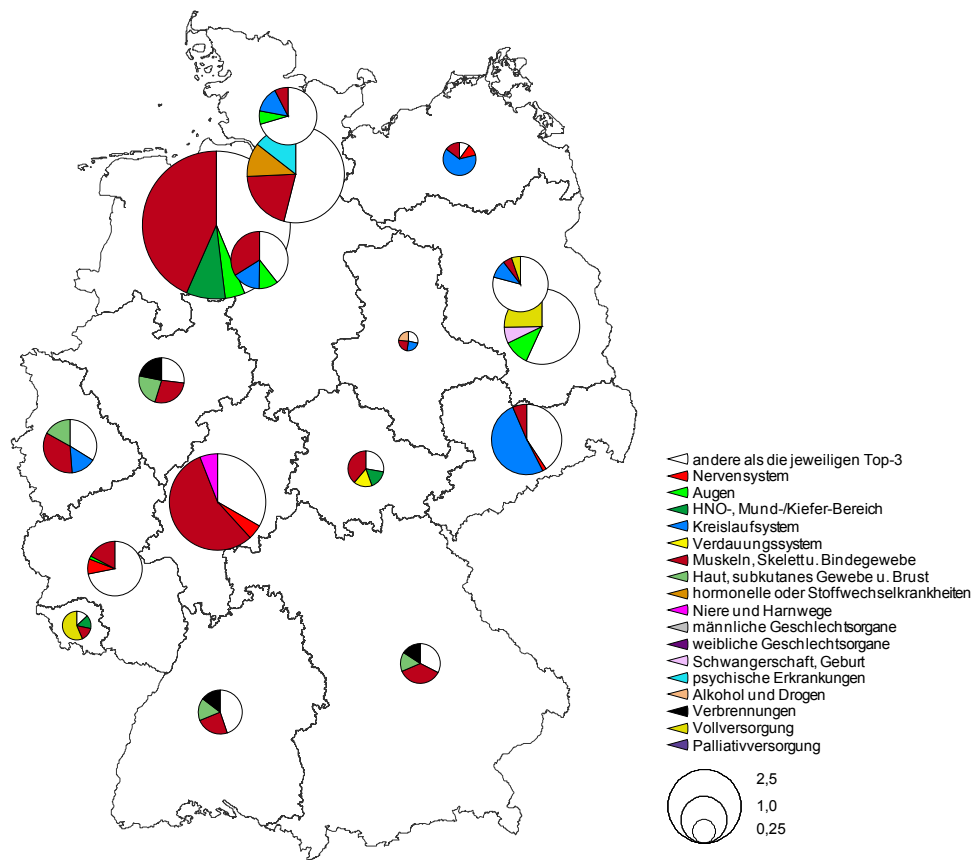 andere als die jeweiligen Top-3
Nervensystem
Augen
HNO-, Mund-/Kiefer-Bereich
Kreislaufsystem
Verdauungssystem
Muskeln, Skelettu. Bindegewebe
Haut, subkutanes Gewebe u. Brust
hormonelle oder Stoffwechselkrankheiten
Niere und Harnwege
männliche Geschlechtsorgane
weibliche Geschlechtsorgane
Schwangerschaft, Geburt
psychische Erkrankungen
Alkohol und Drogen
Verbrennungen
Vollversorgung
Palliativversorgung
2,5
1,0
0,25